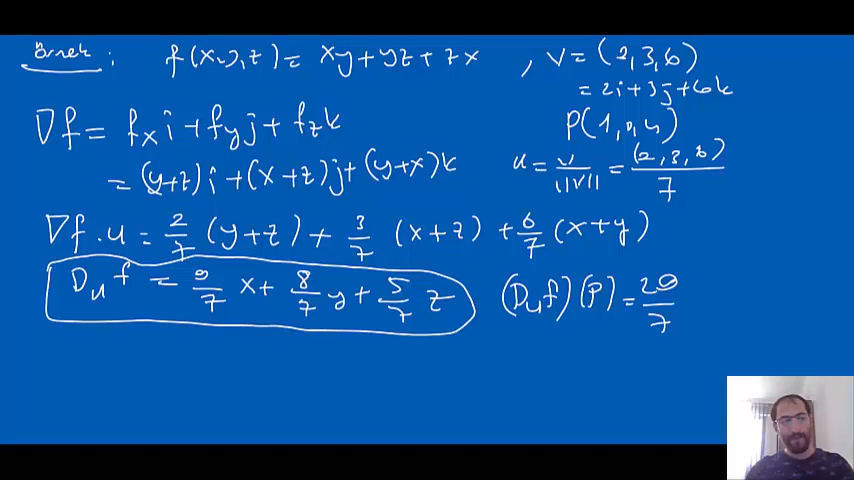 Örnek : f(x,y,z) = xy + yz + zx , v = (2,3,6)
= 2i + 3j + 6k
∇f = fx i + fy j + fz k
P(1,0,4)
= (y+z)i + (x+z)j + (y+x)k
u = v/||v|| = (2,3,6)/7
∇f . u = 2/7 (y+z) + 3/7 (x+z) + 6/7 (x+y)
Du f = 9/7 x + 8/7 y + 5/7 z
(Du f)(P) = 29/7